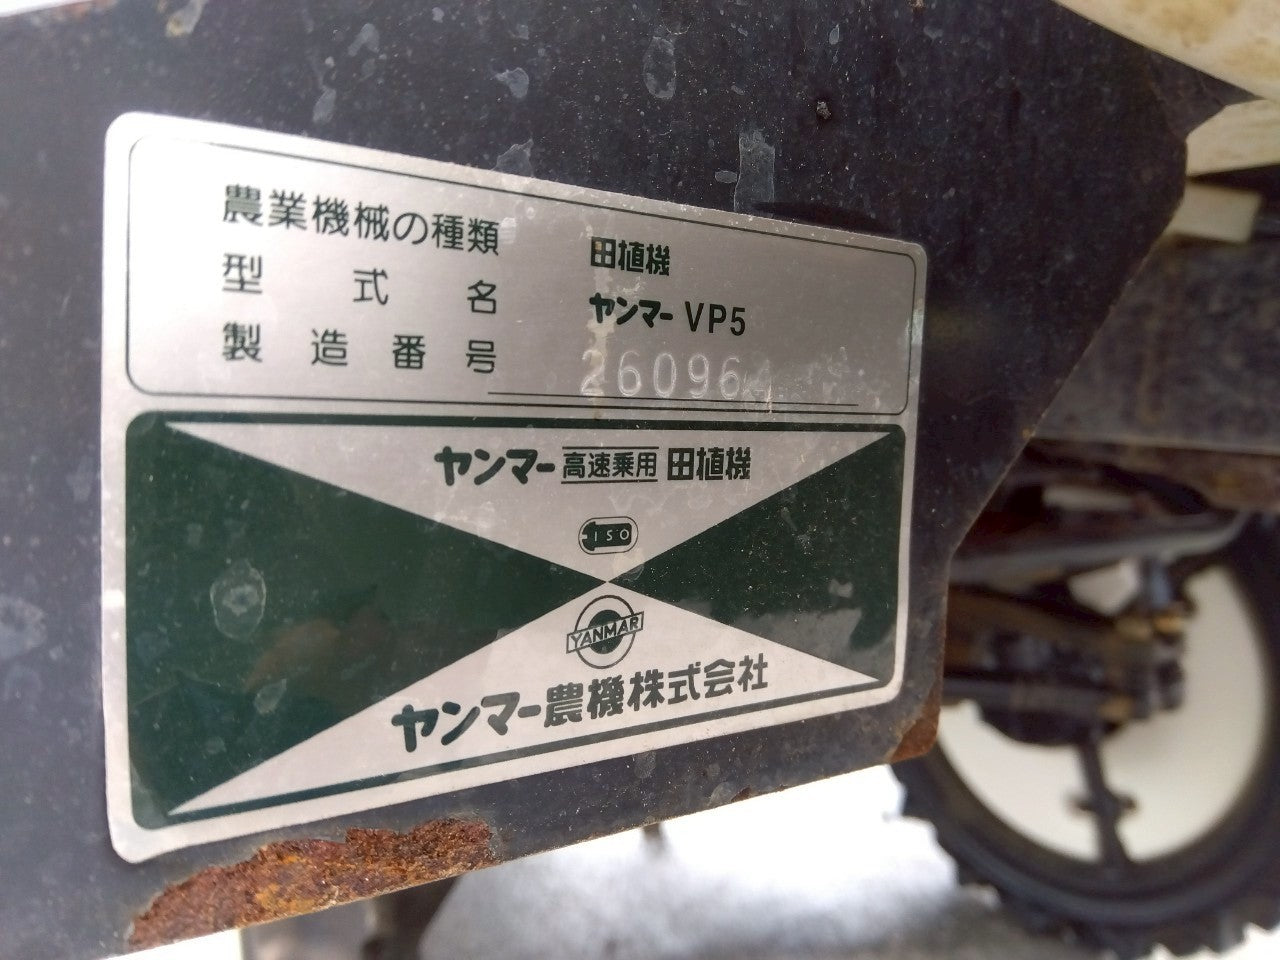 農業機械の種類 田植機
型式名 ヤンマー VP5
製造番号 260964
ヤンマー 高速乗用 田植機
ISO
YANMAR
ヤンマー農機株式会社